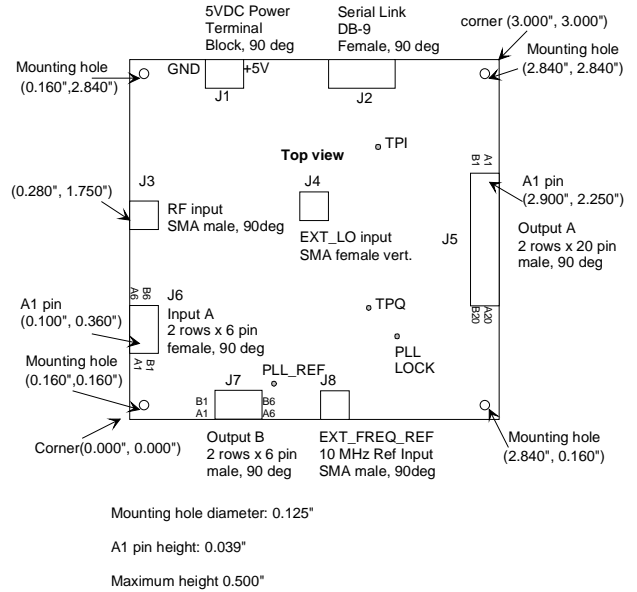 5VDC Power
Terminal
Block, 90 deg
Serial Link
DB-9
Female, 90 deg
corner (3.000", 3.000")
Mounting hole
(0.160",2.840")
GND
+5V
J1
J2
Mounting hole
(2.840", 2.840")
TPI
Top view
B1
A1
J3
(0.280", 1.750")
RF input
SMA male, 90deg
J4
EXT_LO input
SMA female vert.
A1 pin
(2.900", 2.250")
J5
Output A
2 rows x 20 pin
male, 90 deg
A6
B6
J6
A1 pin
(0.100", 0.360")
Input A
2 rows x 6 pin
female, 90 deg
A1
B1
TPQ
B20
A20
PLL
LOCK
Mounting hole
(0.160",0.160")
PLL_REF
J7
J8
B1
A1
B6
A6
Corner(0.000", 0.000")
Output B
2 rows x 6 pin
male, 90 deg
EXT_FREQ_REF
10 MHz Ref Input
SMA male, 90deg
Mounting hole
(2.840", 0.160")
Mounting hole diameter: 0.125"
A1 pin height: 0.039"
Maximum height 0.500"